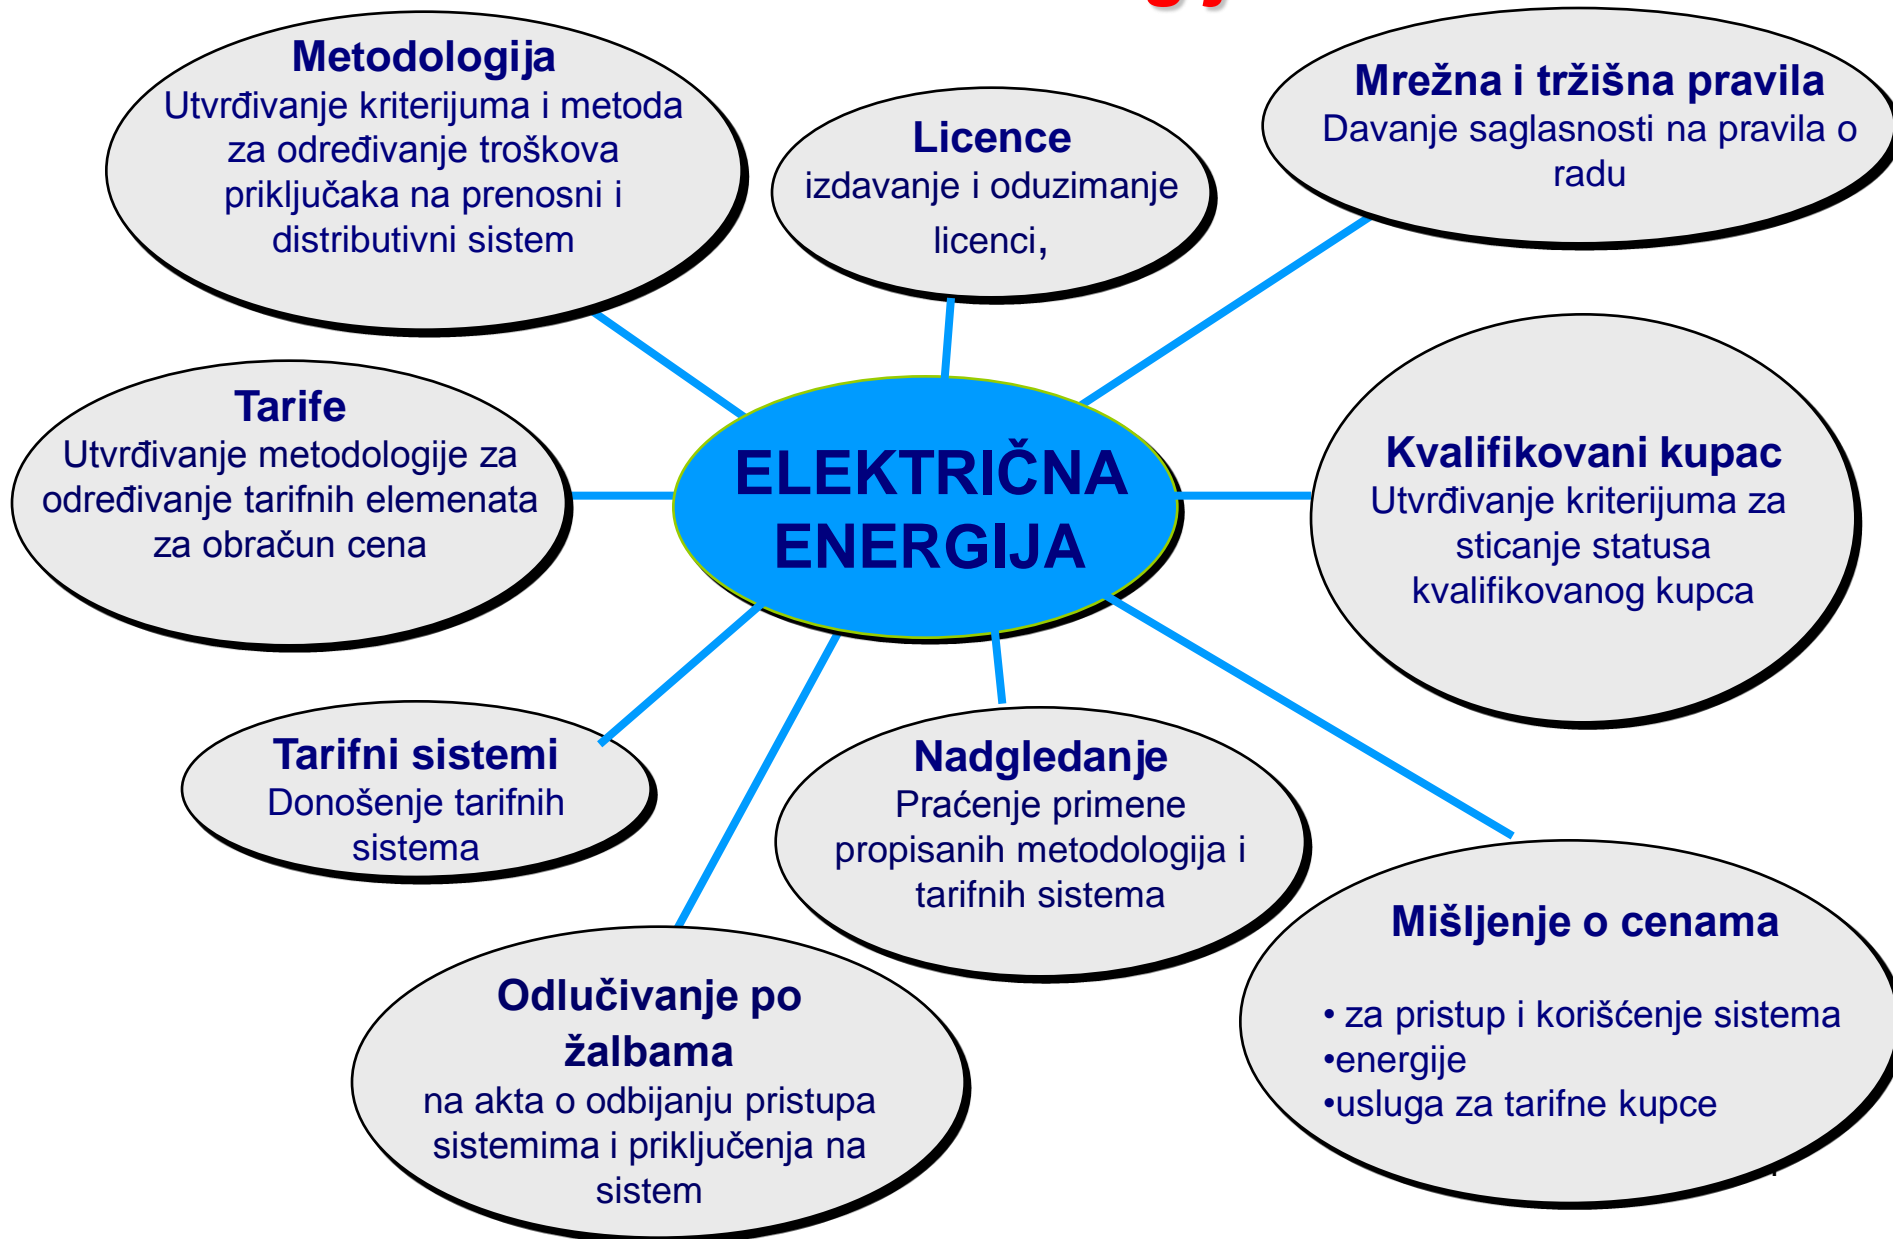 Metodologija
Utvrđivanje kriterijuma i metoda
za određivanje troškova
priključaka na prenosni i
distributivni sistem
Licence
izdavanje i oduzimanje
licenci,
Mrežna i tržišna pravila
Davanje saglasnosti na pravila o
radu
Tarife
Utvrđivanje metodologije za
određivanje tarifnih elemenata
za obračun cena
ELEKTRIČNA
ENERGIJA
Kvalifikovani kupac
Utvrđivanje kriterijuma za
sticanje statusa
kvalifikovanog kupca
Tarifni sistemi
Donošenje tarifnih
sistema
Nadgledanje
Praćenje primene
propisanih metodologija i
tarifnih sistema
Odlučivanje po
žalbama
na akta o odbijanju pristupa
sistemima i priključenja na
sistem
Mišljenje o cenama
• za pristup i korišćenje sistema
•energije
•usluga za tarifne kupce